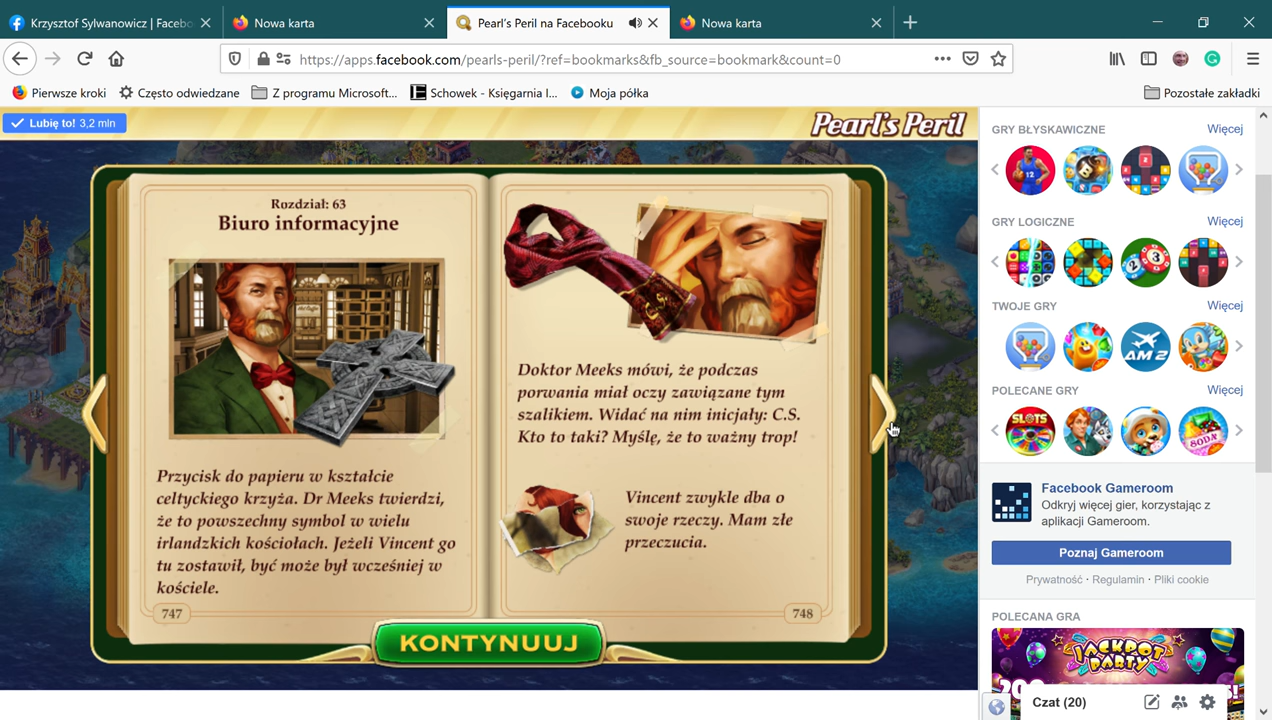 Krzysztof Sylwanowicz | Facebo
Nowa karta
Pearl's Peril na Facebooku
Nowa karta
https://apps.facebook.com/pearls-peril/?ref=bookmarks&fb_source=bookmark&count=0
Pierwsze kroki
Często odwiedzane
Z programu Microsoft...
Schowek - Księgarnia I...
Moja półka
Pozostałe zakładki
Lubię to! 3,2 mln
Pearl's Peril
Rozdział: 63
Biuro informacyjne
Przycisk do papieru w kształcie
celtyckiego krzyża. Dr Meeks twierdzi,
że to powszechny symbol w wielu
irlandzkich kościołach. Jeżeli Vincent go
tu zostawił, być może był wcześniej w
kościele.
747
Doktor Meeks mówi, że podczas
porwania miał oczy zawiązane tym
szalikiem. Widać na nim inicjały: C.S.
Kto to taki? Myślę, że to ważny trop!
Vincent zwykle dba o
swoje rzeczy. Mam złe
przeczucia.
748
KONTYNUUJ
GRY BŁYSKAWICZNE
Więcej
12
GRY LOGICZNE
Więcej
2
3
TWOJE GRY
Więcej
AM 2
POLECANE GRY
Więcej
SLOTS
SODA
Facebook Gameroom
Odkryj więcej gier, korzystając z
aplikacji Gameroom.
Poznaj Gameroom
Prywatność · Regulamin · Pliki cookie
POLECANA GRA
JACKPOT
PARTY
Czat (20)